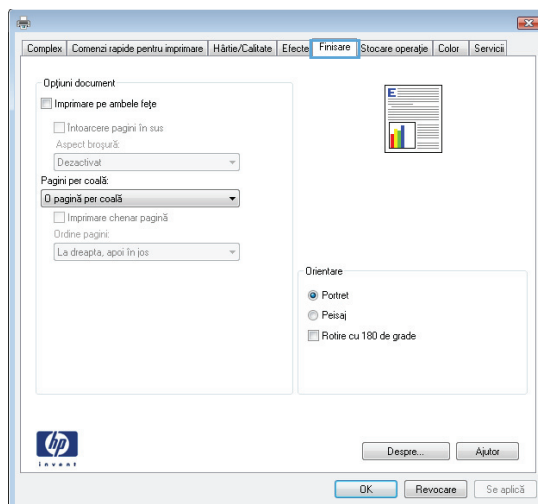 Complex Comenzi rapide pentru imprimare Hârtie/Calitate Efecte Finisare Stocare operaţie Color Servicii
Opţiuni document
Imprimare pe ambele feţe
Întoarcere pagini în sus
Aspect broşură:
Dezactivat
Pagini per coală:
O pagină per coală
Imprimare chenar pagină
Ordine pagini:
La dreapta, apoi în jos
E
Orientare
Portret
Peisaj
Rotire cu 180 de grade
hp
invent
Despre... Ajutor
OK Revocare Se aplică